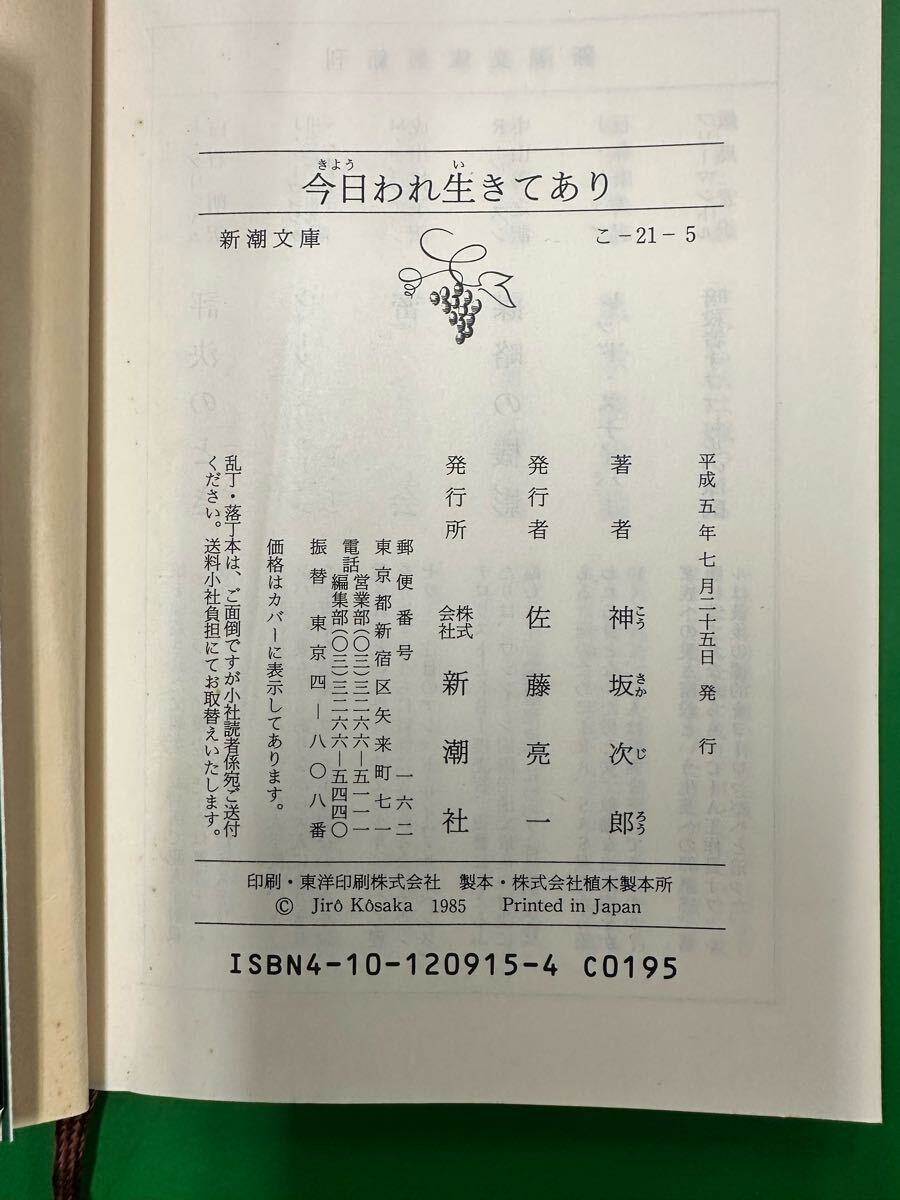 今日われ生きてあり
新潮文庫 こ-21-5
平成五年七月二十五日 発行
著者 神坂次郎
発行者 佐藤亮一
発行所 株式会社 新潮社
郵便番号 一六二
東京都新宿区矢来町七一
電話 営業部(〇三)三二六六―五一一一
編集部(〇三)三二六六―五四四〇
振替 東京四―八〇八番
価格はカバーに表示してあります。
乱丁・落丁本は、ご面倒ですが小社読者係宛ご送付
ください。送料小社負担にてお取替えいたします。
印刷・東洋印刷株式会社 製本・株式会社植木製本所
© Jirô Kôsaka 1985 Printed in Japan
ISBN4-10-120915-4 C0195